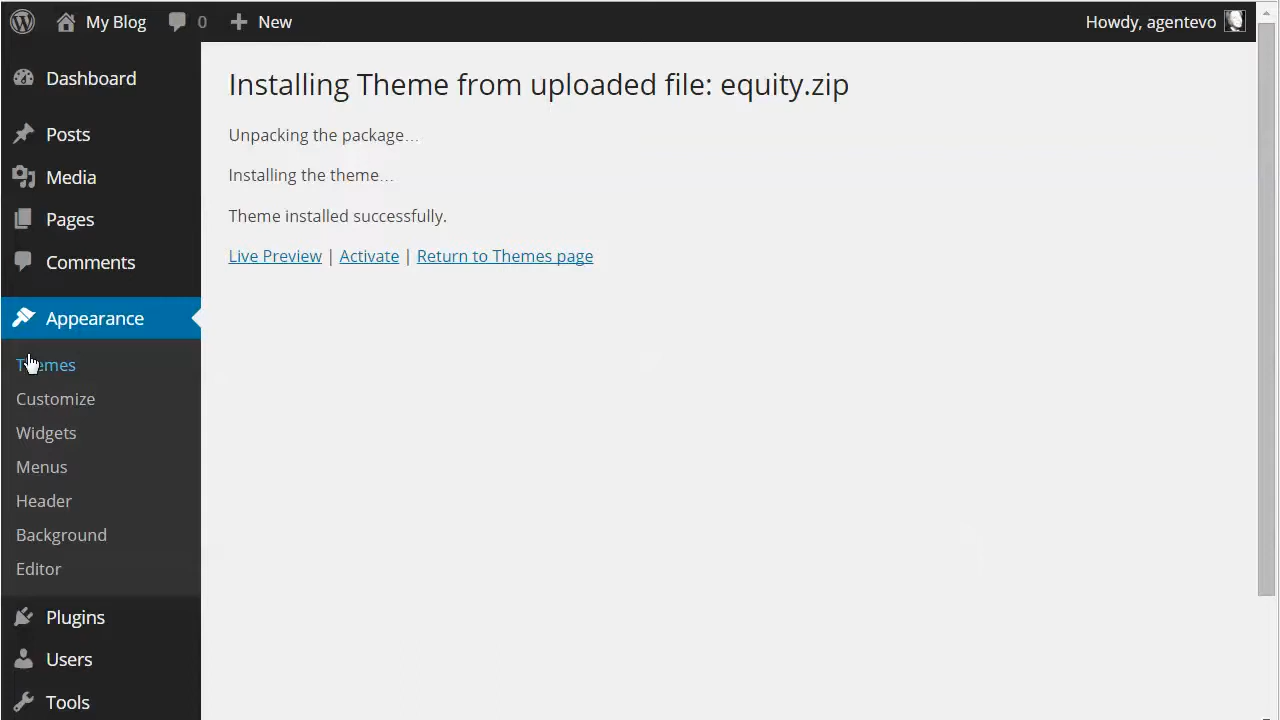 My Blog 0 New Howdy, agentevo
Dashboard
Posts
Media
Pages
Comments
Appearance
Themes
Customize
Widgets
Menus
Header
Background
Editor
Plugins
Users
Tools
Installing Theme from uploaded file: equity.zip
Unpacking the package…
Installing the theme…
Theme installed successfully.
Live Preview | Activate | Return to Themes page